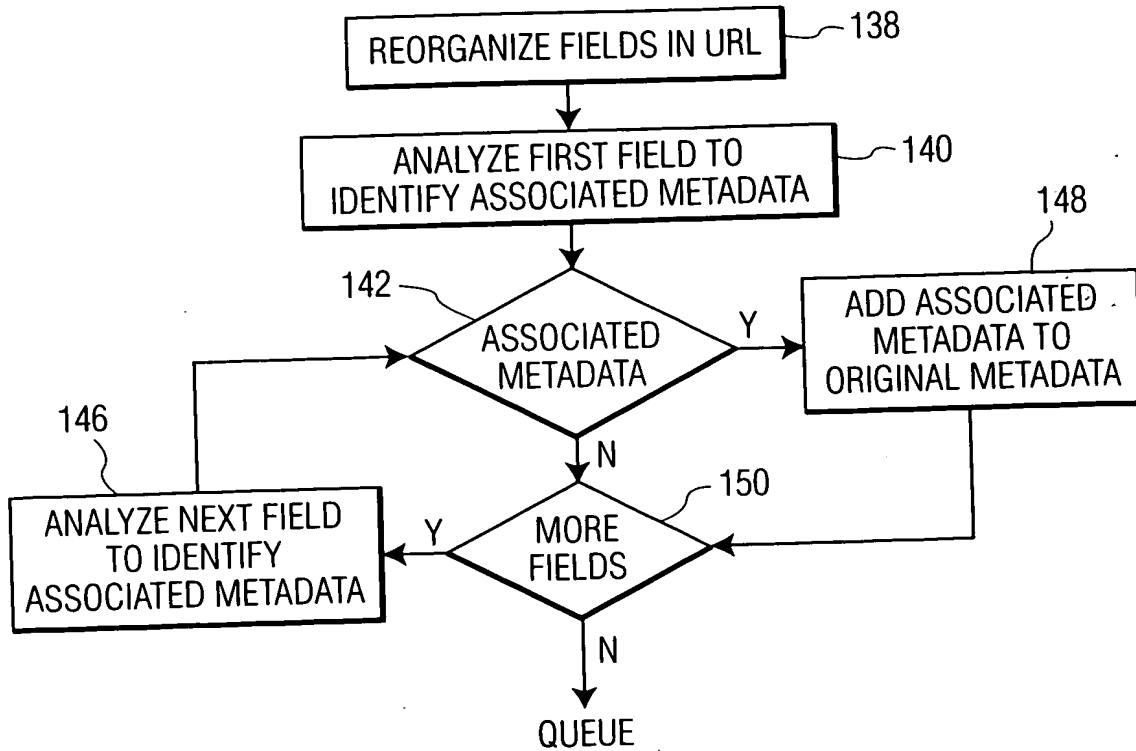 REORGANIZE FIELDS IN URL
138
ANALYZE FIRST FIELD TO
IDENTIFY ASSOCIATED METADATA
140
142
ASSOCIATED
METADATA
Y
N
148
ADD ASSOCIATED
METADATA TO
ORIGINAL METADATA
146
ANALYZE NEXT FIELD
TO IDENTIFY
ASSOCIATED METADATA
150
MORE
FIELDS
Y
N
QUEUE